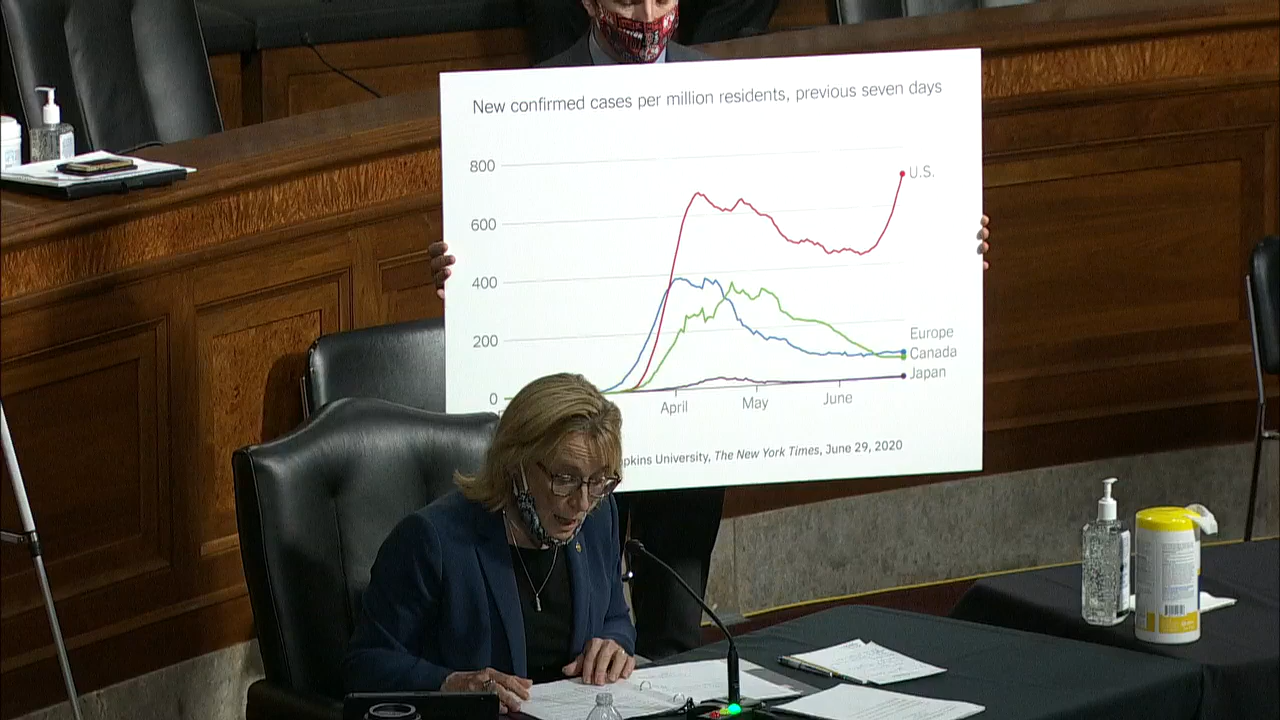 New confirmed cases per million residents, previous seven days
800
U.S.
600
400
200
Europe
Canada
Japan
0
April May June
University, The New York Times, June 29, 2020